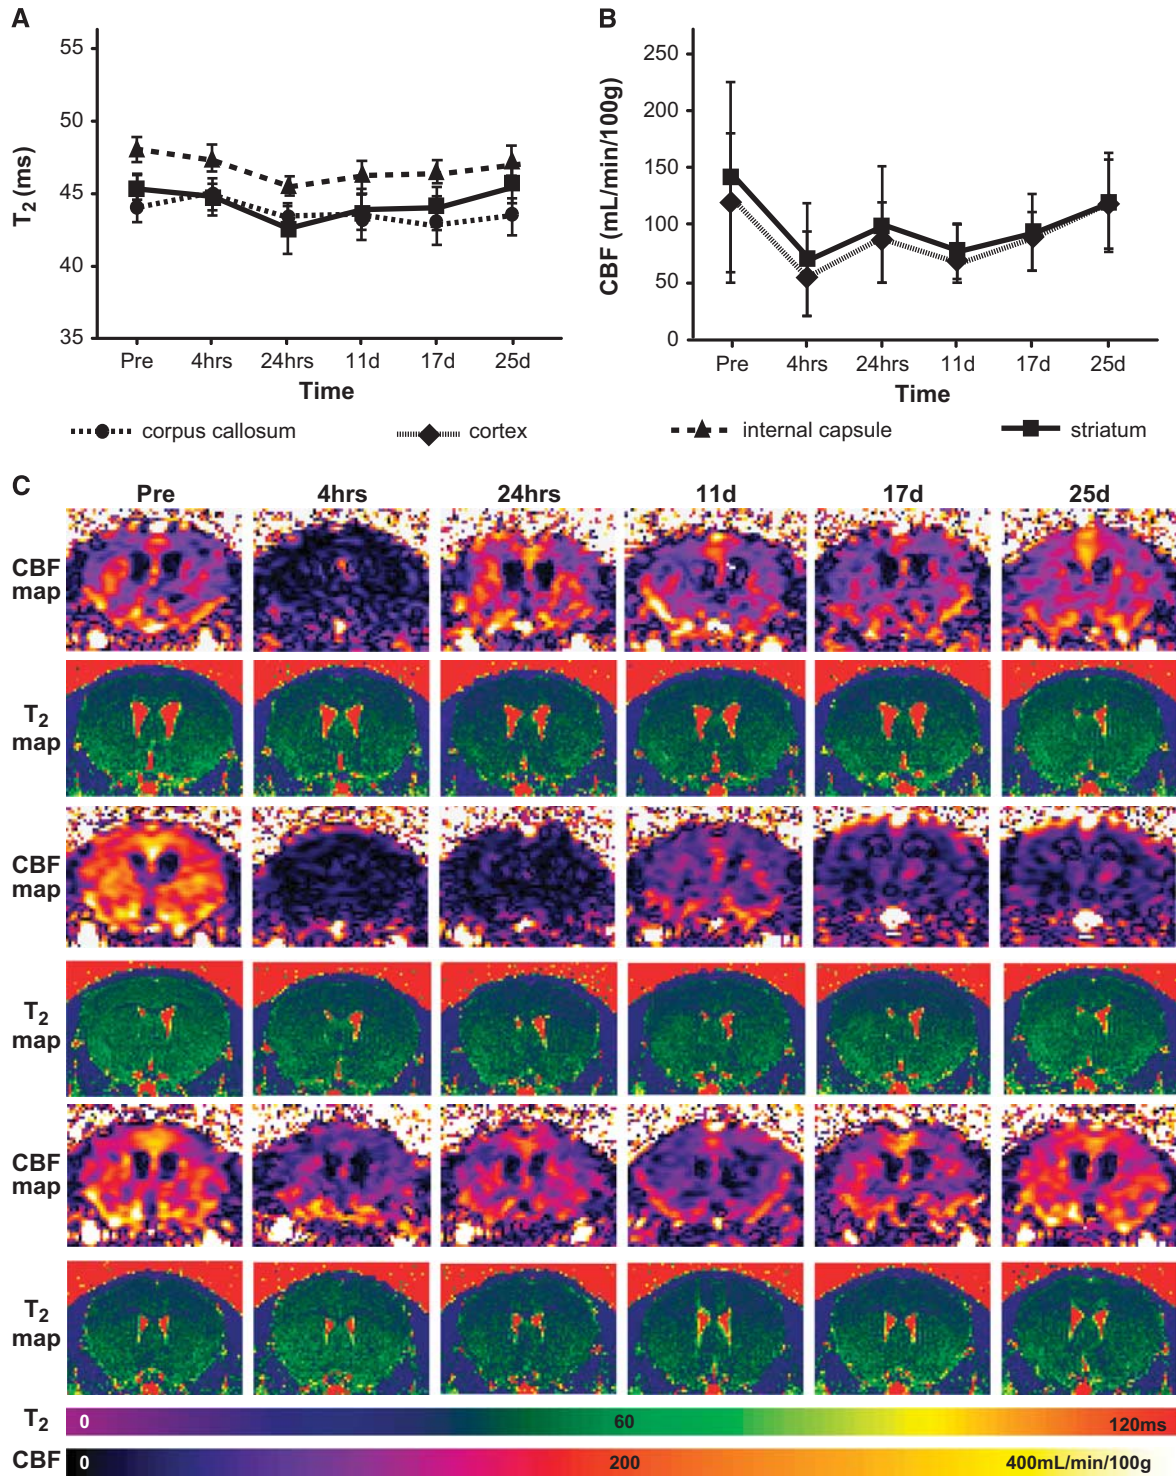 A
B
55
50
45
40
35
T2 (ms)
Pre 4hrs 24hrs 11d 17d 25d
Time
250
200
150
100
50
0
CBF (mL/min/100g)
Pre 4hrs 24hrs 11d 17d 25d
Time
corpus callosum cortex internal capsule striatum
C
Pre 4hrs 24hrs 11d 17d 25d
CBF
map
T2
map
CBF
map
T2
map
CBF
map
T2
map
T2 0 60 120ms
CBF 0 200 400mL/min/100g